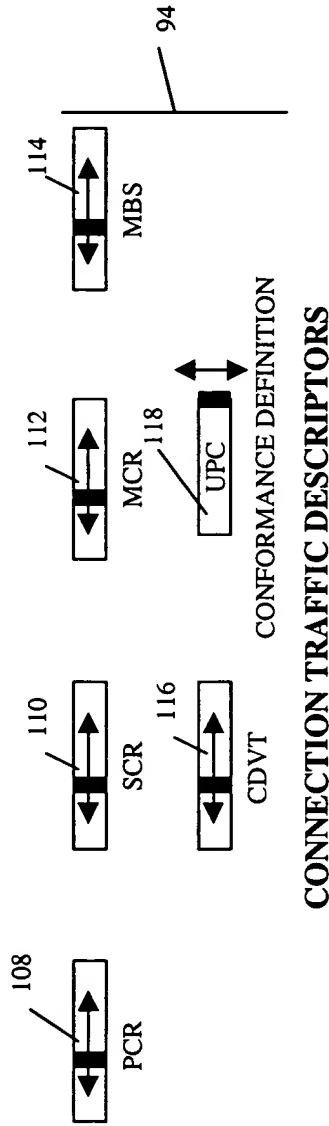 108
110
112
114
94
PCR
SCR
MCR
MBS
116
118
UPC
CDVT
CONFORMANCE DEFINITION
CONNECTION TRAFFIC DESCRIPTORS